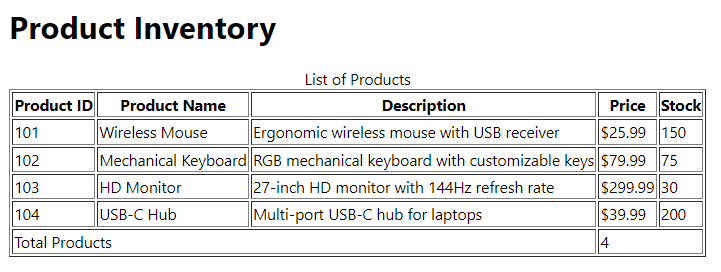 Product Inventory
List of Products
Product ID Product Name Description Price Stock
101 Wireless Mouse Ergonomic wireless mouse with USB receiver $25.99 150
102 Mechanical Keyboard RGB mechanical keyboard with customizable keys $79.99 75
103 HD Monitor 27-inch HD monitor with 144Hz refresh rate $299.99 30
104 USB-C Hub Multi-port USB-C hub for laptops $39.99 200
Total Products 4